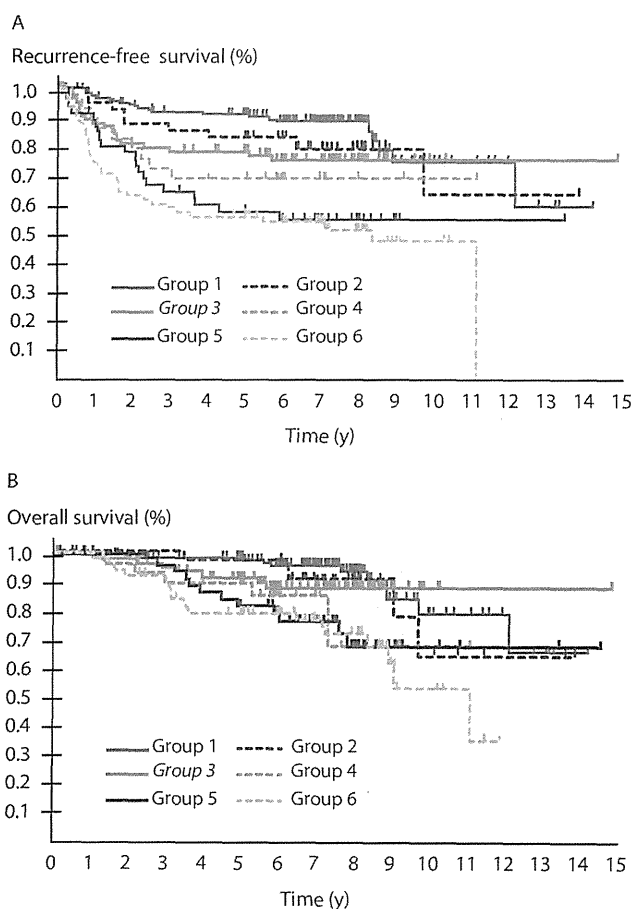 A
Recurrence-free survival (%)
1.0
0.9
0.8
0.7
0.6
0.5
0.4
0.3
0.2
0.1
Group 1 Group 2
Group 3 Group 4
Group 5 Group 6
0 1 2 3 4 5 6 7 8 9 10 11 12 13 14 15
Time (y)
B
Overall survival (%)
1.0
0.9
0.8
0.7
0.6
0.5
0.4
0.3
0.2
0.1
Group 1 Group 2
Group 3 Group 4
Group 5 Group 6
0 1 2 3 4 5 6 7 8 9 10 11 12 13 14 15
Time (y)